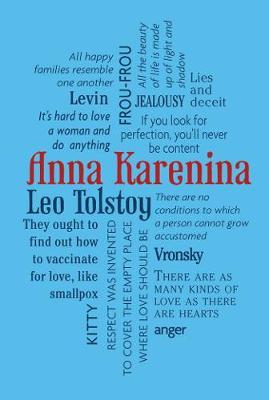 All happy
families resemble
one another
Levin
It's hard to love
a woman and
do anything
FROU-FROU
All the beauty
of life is made
up of light and
shadow
JEALOUSY
Lies and
deceit
If you look for
perfection, you'll never
be content
Anna Karenina
Leo Tolstoy
There are no
conditions to which
a person cannot grow
accustomed
They ought to
find out how
to vaccinate
for love, like
smallpox
KITTY
RESPECT WAS INVENTED
TO COVER THE EMPTY PLACE
WHERE LOVE SHOULD BE
Vronsky
THERE ARE AS
MANY KINDS OF
LOVE AS THERE
ARE HEARTS
anger